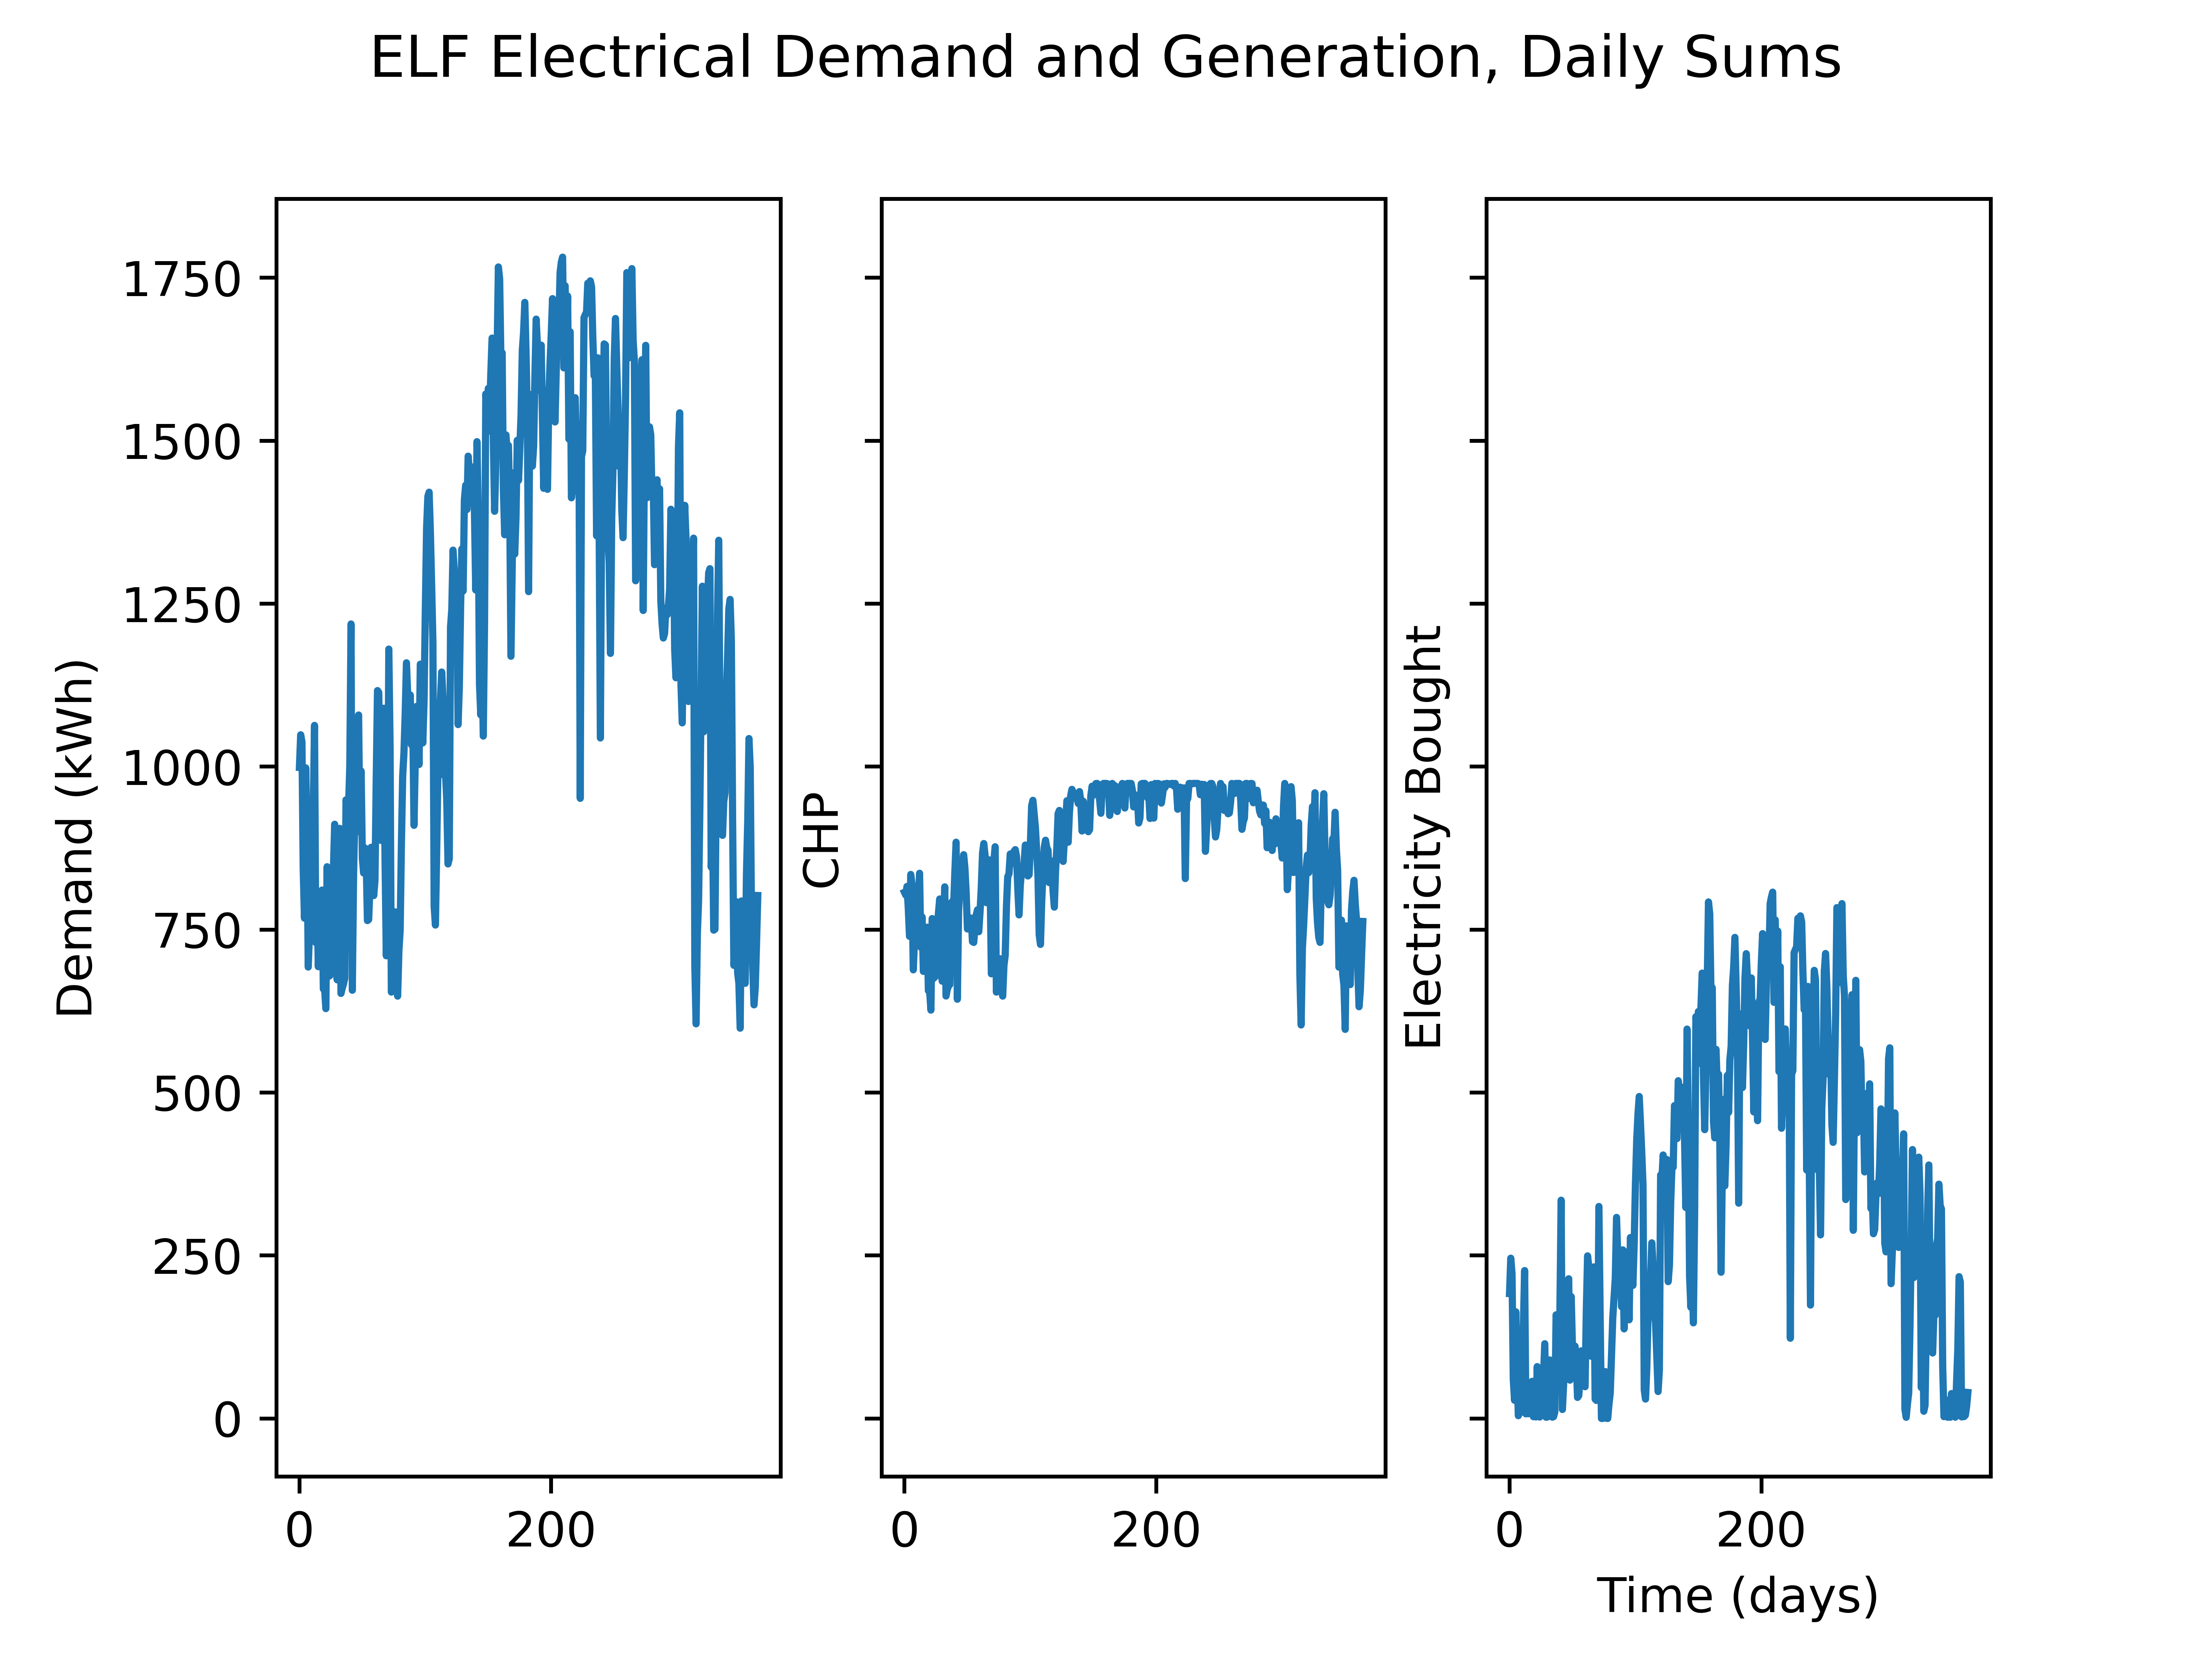 ELF Electrical Demand and Generation, Daily Sums
Demand (kWh)
1750
1500
1250
1000
750
500
250
0
0 200
CHP
0 200
Electricity Bought
0 200
Time (days)